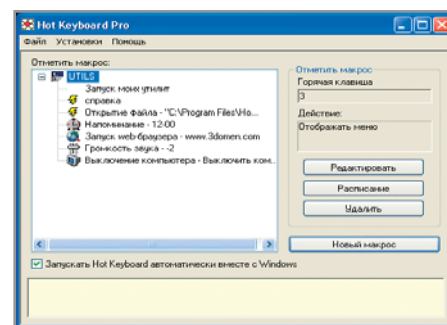 Hot Keyboard Pro
Файл Установки Помощь
Отметить макрос:
UTILS
Запуск моих утилит
справка
Открытие файла - "C:\Program Files\Ho...
Напоминание - 12:00
Запуск web-браузера - www.3domen.com
Громкость звука - -2
Выключение компьютера - Выключить ком...
Отметить макрос
Горячая клавиша
3
Действие:
Отображать меню
Редактировать
Расписание
Удалить
Новый макрос
Запускать Hot Keyboard автоматически вместе с Windows